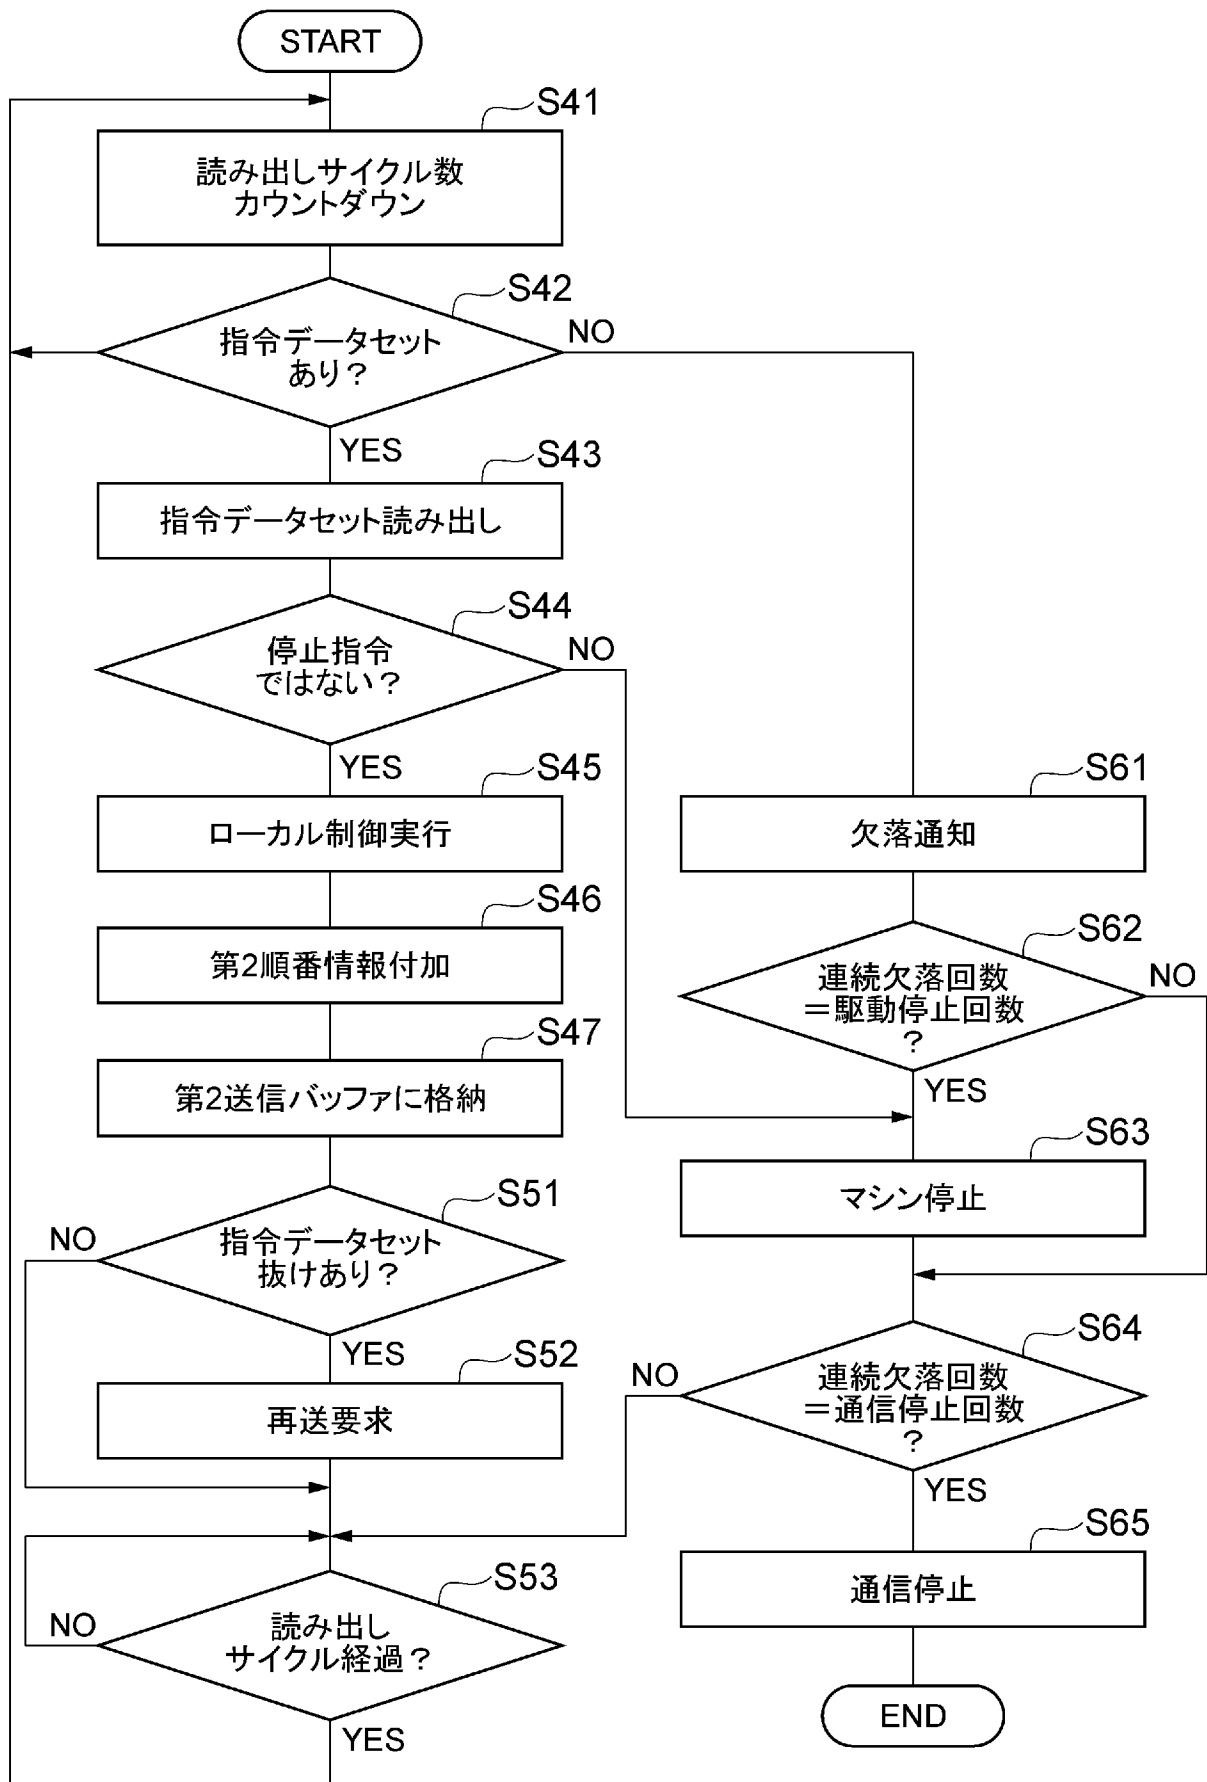 START
S41
読み出しサイクル数
カウントダウン
S42
指令データセット
あり？
NO
YES
S43
指令データセット読み出し
S44
停止指令
ではない？
NO
YES
S45
ローカル制御実行
S46
第2順番情報付加
S47
第2送信バッファに格納
S51
指令データセット
抜けあり？
NO
YES
S52
再送要求
S53
読み出し
サイクル経過？
NO
YES
S61
欠落通知
S62
連続欠落回数
＝駆動停止回数
？
NO
YES
S63
マシン停止
S64
連続欠落回数
＝通信停止回数
？
NO
YES
S65
通信停止
END